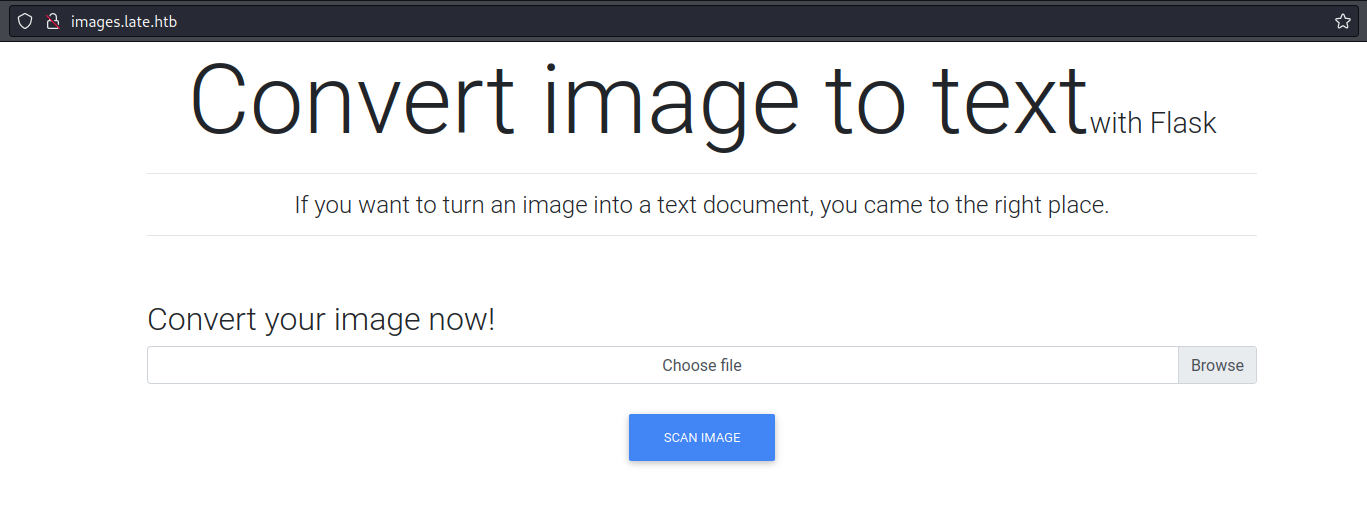 images.late.htb
Convert image to text with Flask
If you want to turn an image into a text document, you came to the right place.
Convert your image now!
Choose file Browse
SCAN IMAGE